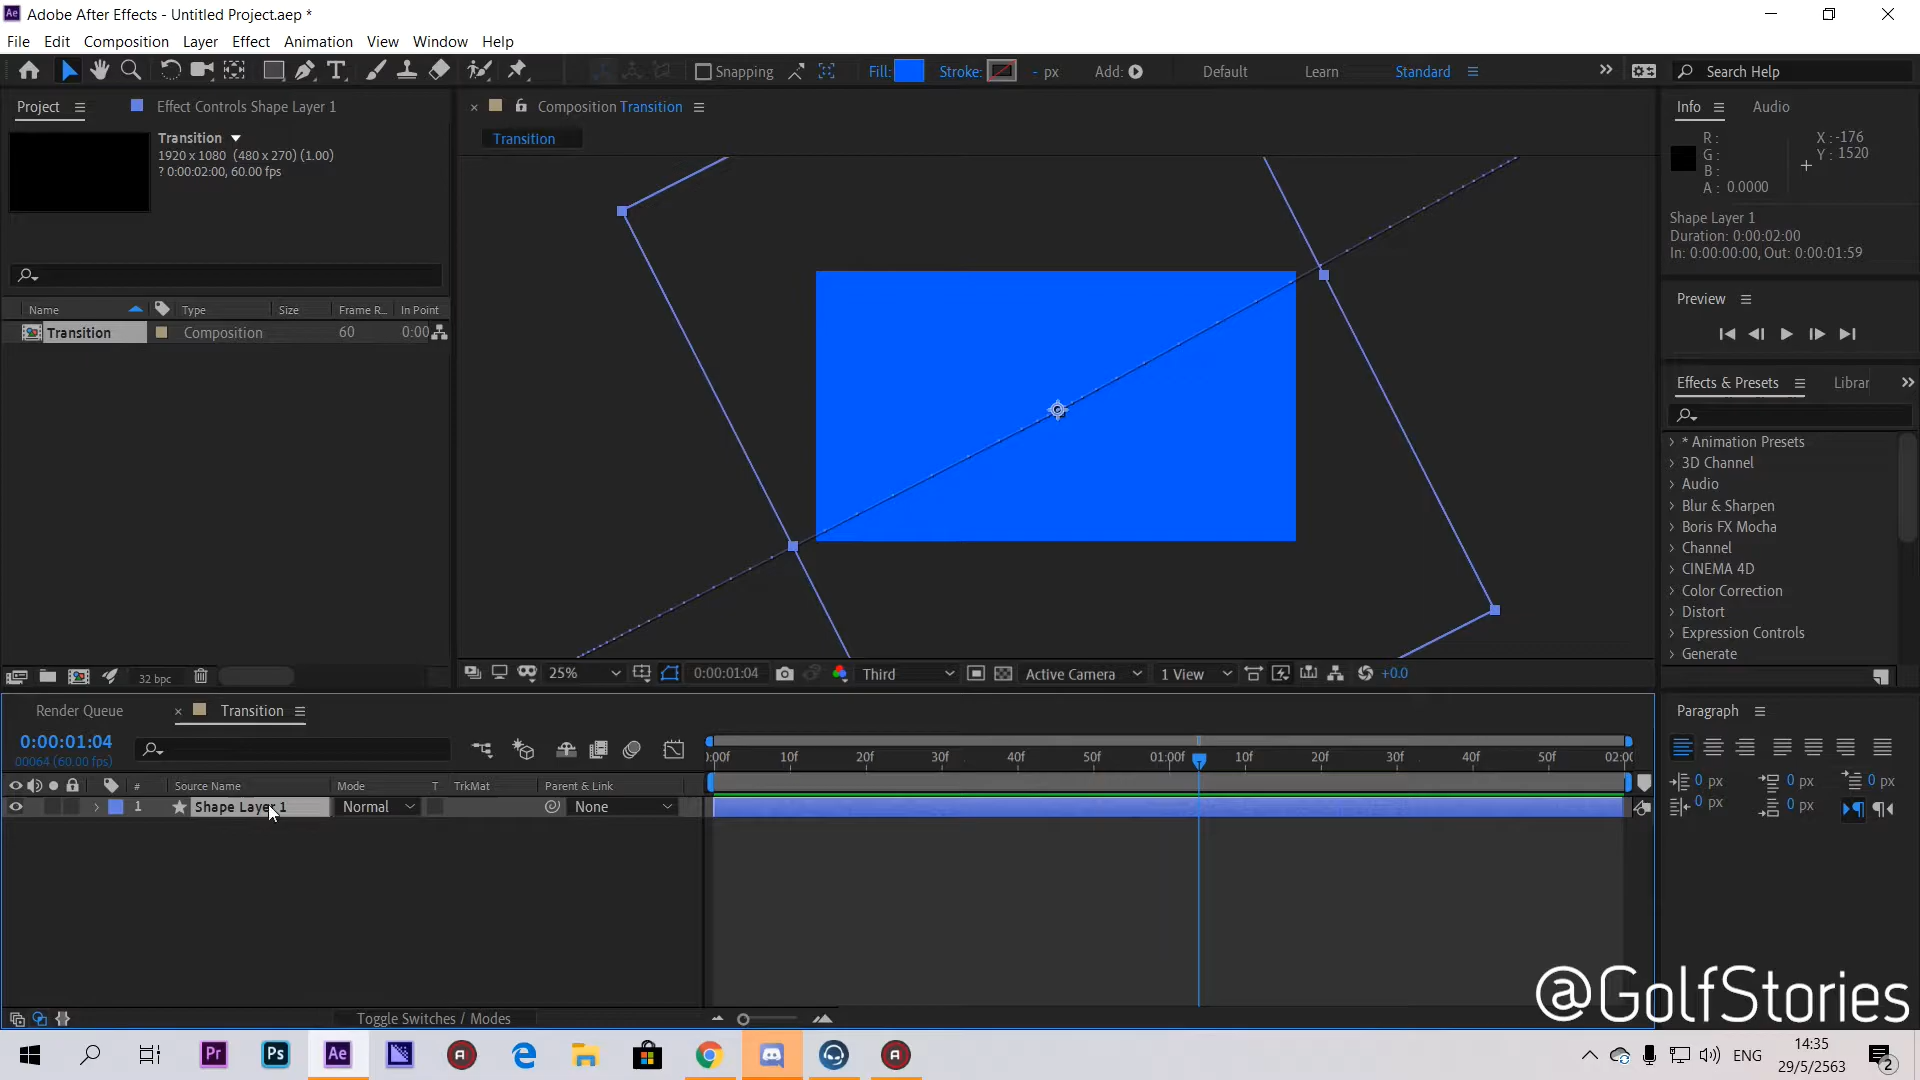 Adobe After Effects - Untitled Project.aep *
File Edit Composition Layer Effect Animation View Window Help
Snapping Fill: Stroke: - px Add: Default Learn Standard Search Help
Project Effect Controls Shape Layer 1
Transition
1920 x 1080 (480 x 270) (1.00)
? 0:00:02:00, 60.00 fps
Name Type Size Frame R... In Point
Transition Composition 60 0:00
32 bpc
Composition Transition
Transition
25% 0:00:01:04 Third Active Camera 1 View +0.0
Info Audio
R :
G :
B :
A : 0.0000
X : -176
Y : 1520
Shape Layer 1
Duration: 0:00:02:00
In: 0:00:00:00, Out: 0:00:01:59
Preview
Effects & Presets Librar
* Animation Presets
3D Channel
Audio
Blur & Sharpen
Boris FX Mocha
Channel
CINEMA 4D
Color Correction
Distort
Expression Controls
Generate
Render Queue Transition
0:00:01:04
00064 (60.00 fps)
:00f 10f 20f 30f 40f 50f 01:00f 10f 20f 30f 40f 50f 02:00
# Source Name Mode T TrkMat Parent & Link
1 Shape Layer 1 Normal None
Toggle Switches / Modes
Paragraph
0 px 0 px 0 px
0 px 0 px
@GolfStories
Pr Ps Ae ENG 14:35
29/5/2563
2